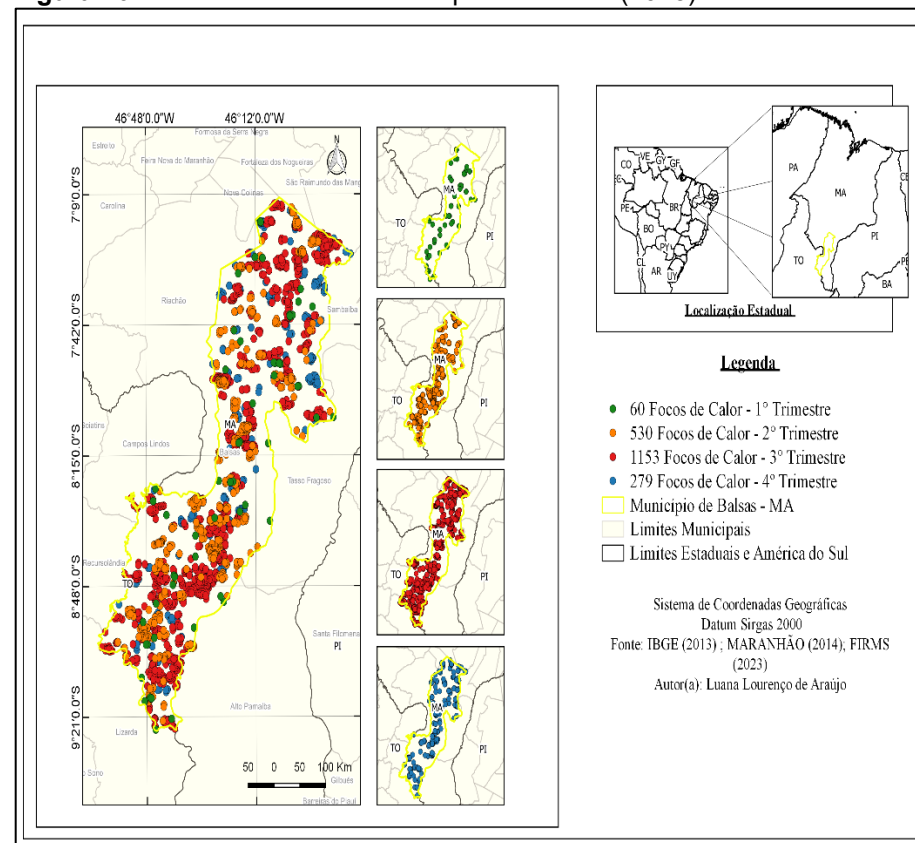 46°48'0.0"W 46°12'0.0"W
Formosa da Serra Negra
Estreito
Feira Nova do Maranhão
Fortaleza dos Nogueiras
São Raimundo das Mang
Nova Colinas
Carolina
7°9'0.0"S
Riachão
Sambaíba
7°42'0.0"S
MA
Balsas
Campos Lindos
8°15'0.0"S
Tasso Fragoso
Recursolândia
TO
8°48'0.0"S
Santa Filomena
PI
Alto Parnaíba
9°21'0.0"S
Lizarda
50 0 50 100 Km
Gilbués
Barreiras do Piauí
N
MA
TO
PI
MA
TO
PI
MA
TO
PI
MA
TO
PI
CO
VE
GY
GF
PE
BR
BO
PY
CL
AR
UY
PA
MA
CE
TO
PI
PE
BA
Localização Estadual
Legenda
60 Focos de Calor - 1° Trimestre
530 Focos de Calor - 2° Trimestre
1153 Focos de Calor - 3° Trimestre
279 Focos de Calor - 4° Trimestre
Município de Balsas - MA
Limites Municipais
Limites Estaduais e América do Sul
Sistema de Coordenadas Geográficas
Datum Sirgas 2000
Fonte: IBGE (2013) ; MARANHÃO (2014); FIRMS
(2023)
Autor(a): Luana Lourenço de Araújo